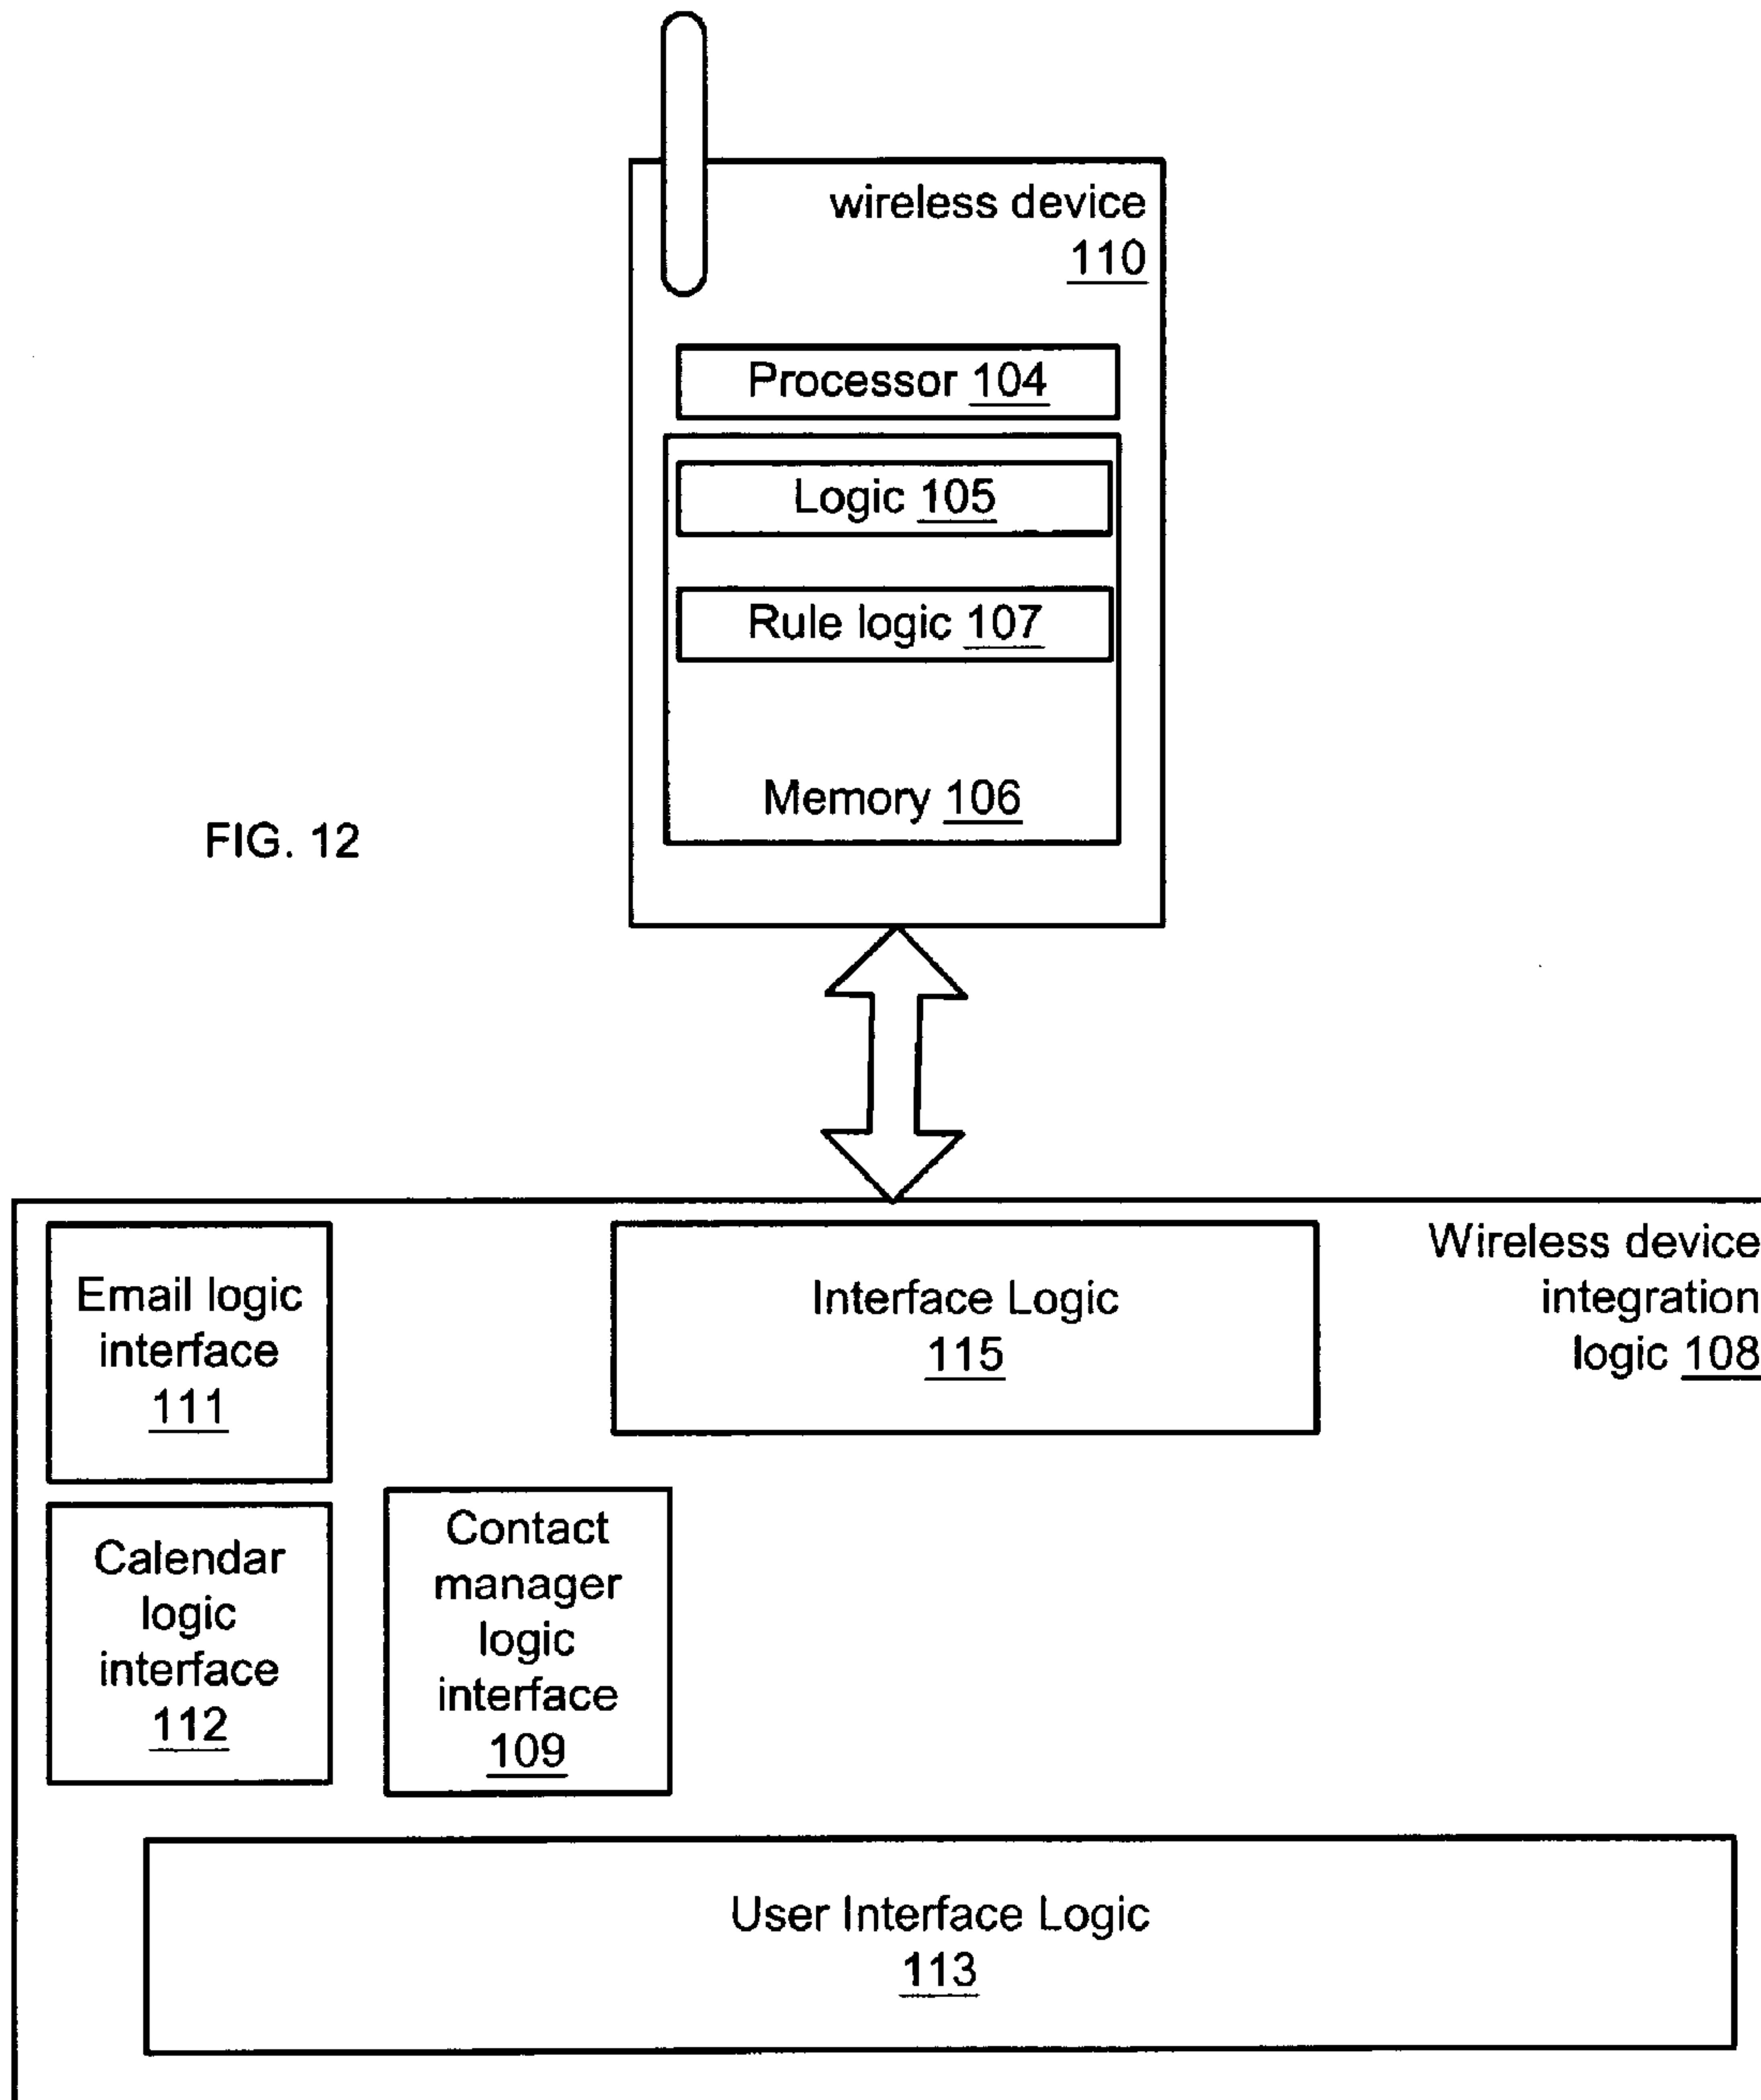 wireless device
110
Processor 104
Logic 105
Rule logic 107
Memory 106
FIG. 12
Email logic
interface
111
Interface Logic
115
Wireless device
integration
logic 108
Calendar
logic
interface
112
Contact
manager
logic
interface
109
User Interface Logic
113